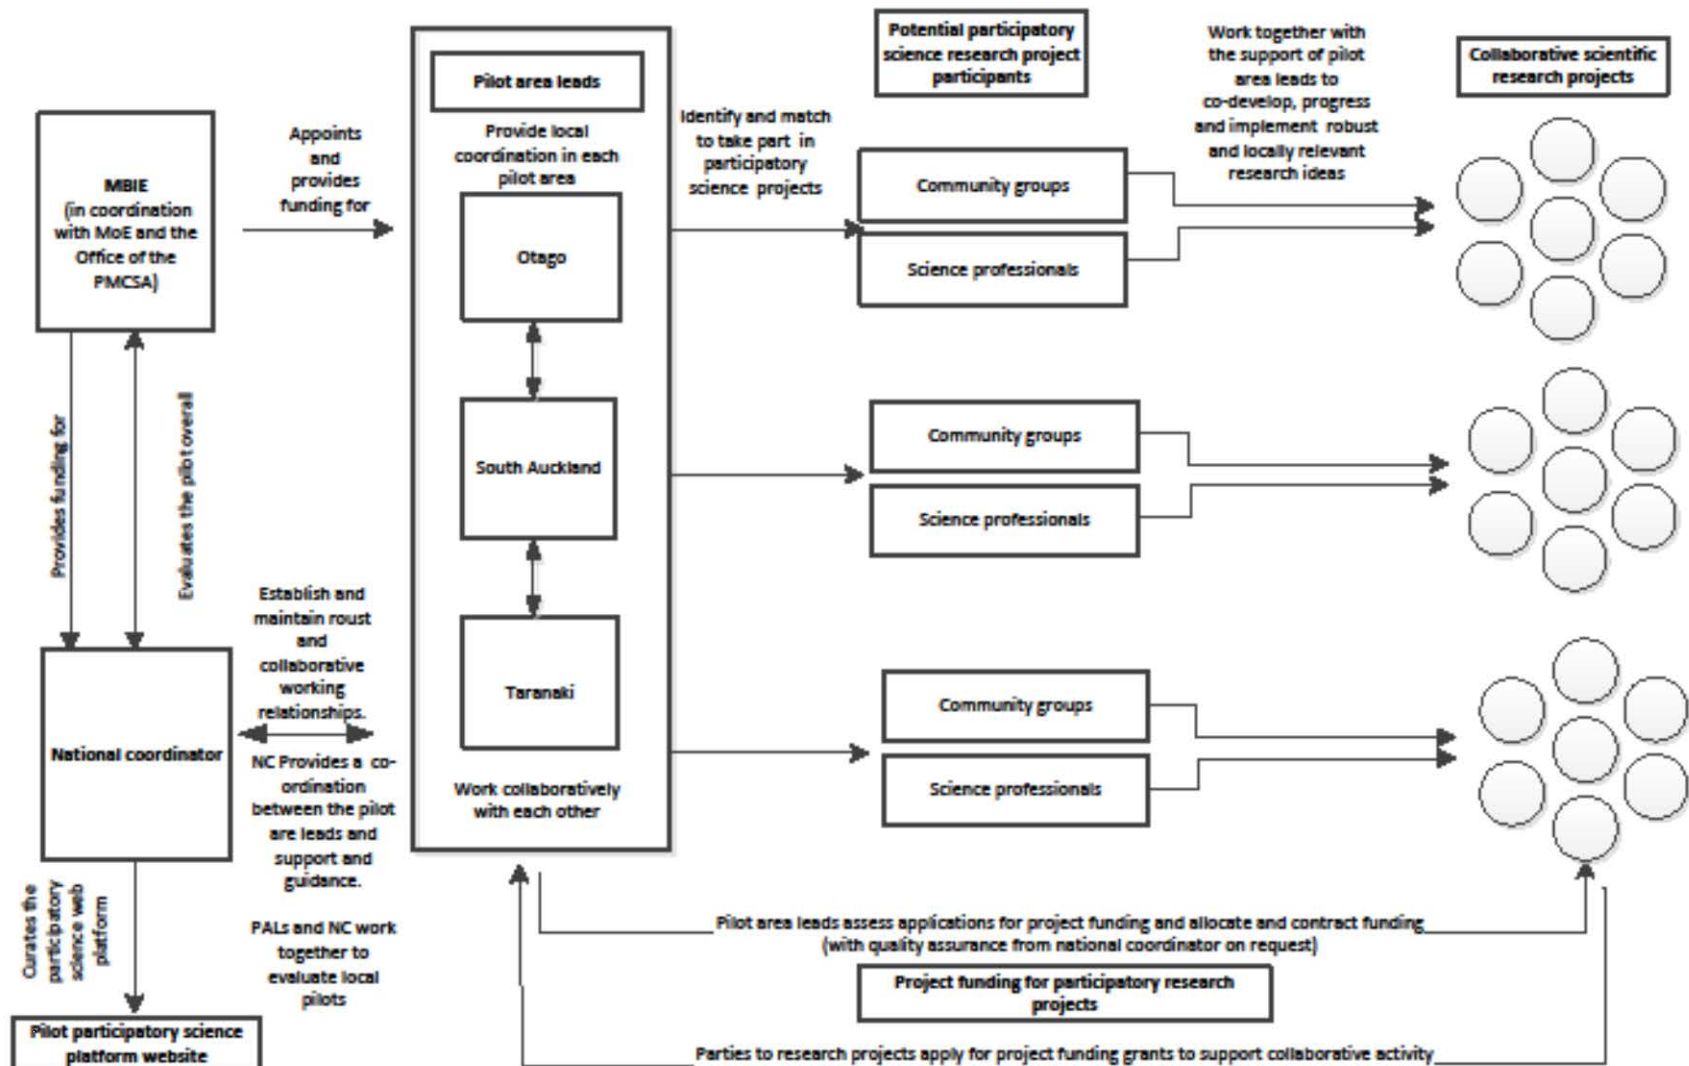 MBIE
(in coordination
with MoE and the
Office of the
PMCSA)
Appoints
and
provides
funding for
Provides funding for
Evaluates the pilot overall
National coordinator
Establish and
maintain roust
and
collaborative
working
relationships.
NC Provides a co-
ordination
between the pilot
are leads and
support and
guidance.
PALs and NC work
together to
evaluate local
pilots
Curates the
participatory
science web
platform
Pilot participatory science
platform website
Pilot area leads
Provide local
coordination in each
pilot area
Otago
South Auckland
Taranaki
Work collaboratively
with each other
Identify and match
to take part in
participatory
science projects
Potential participatory
science research project
participants
Community groups
Science professionals
Community groups
Science professionals
Community groups
Science professionals
Work together with
the support of pilot
area leads to
co-develop, progress
and implement robust
and locally relevant
research ideas
Collaborative scientific
research projects
Pilot area leads assess applications for project funding and allocate and contract funding
(with quality assurance from national coordinator on request)
Project funding for participatory research
projects
Parties to research projects apply for project funding grants to support collaborative activity